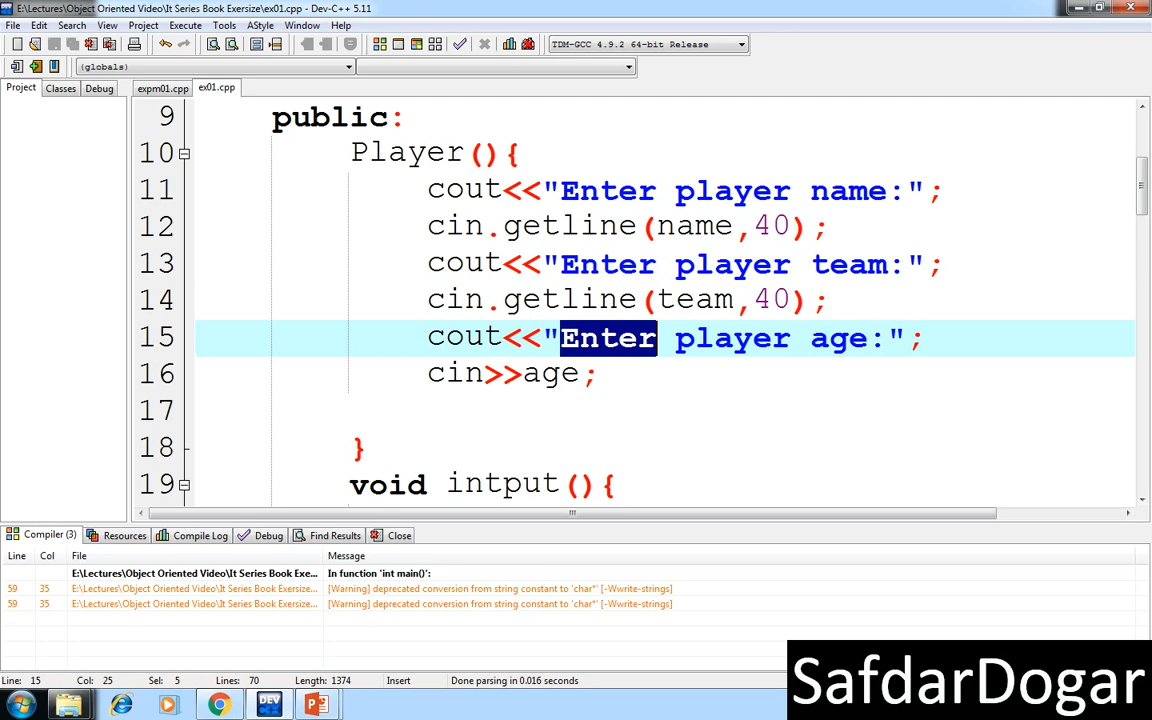 E:\Lectures\Object Oriented Video\It Series Book Exersize\ex01.cpp - Dev-C++ 5.11
File Edit Search View Project Execute Tools AStyle Window Help
TDM-GCC 4.9.2 64-bit Release
(globals)
Project Classes Debug expm01.cpp ex01.cpp
9 public:
10 Player(){
11 cout<<"Enter player name:";
12 cin.getline(name,40);
13 cout<<"Enter player team:";
14 cin.getline(team,40);
15 cout<<"Enter player age:";
16 cin>>age;
17
18 }
19 void intput(){
Compiler (3) Resources Compile Log Debug Find Results Close
Line Col File Message
E:\Lectures\Object Oriented Video\It Series Book Exe... In function 'int main()':
59 35 E:\Lectures\Object Oriented Video\It Series Book Exersize... [Warning] deprecated conversion from string constant to 'char*' [-Wwrite-strings]
59 35 E:\Lectures\Object Oriented Video\It Series Book Exersize... [Warning] deprecated conversion from string constant to 'char*' [-Wwrite-strings]
Line: 15 Col: 25 Sel: 5 Lines: 70 Length: 1374 Insert Done parsing in 0.016 seconds
DEV
SafdarDogar